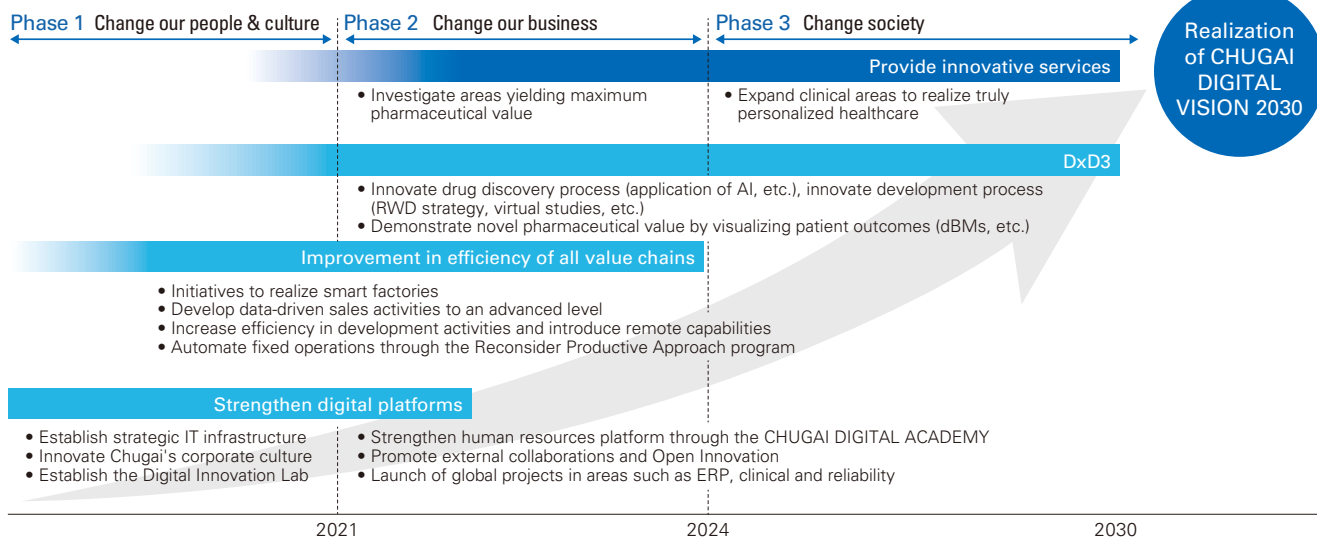 Phase 1 Change our people & culture
Phase 2 Change our business
Phase 3 Change society
Realization
of CHUGAI
DIGITAL
VISION 2030
Provide innovative services
• Investigate areas yielding maximum
pharmaceutical value
• Expand clinical areas to realize truly
personalized healthcare
DxD3
• Innovate drug discovery process (application of AI, etc.), innovate development process
(RWD strategy, virtual studies, etc.)
• Demonstrate novel pharmaceutical value by visualizing patient outcomes (dBMs, etc.)
Improvement in efficiency of all value chains
• Initiatives to realize smart factories
• Develop data-driven sales activities to an advanced level
• Increase efficiency in development activities and introduce remote capabilities
• Automate fixed operations through the Reconsider Productive Approach program
Strengthen digital platforms
• Establish strategic IT infrastructure
• Innovate Chugai's corporate culture
• Establish the Digital Innovation Lab
• Strengthen human resources platform through the CHUGAI DIGITAL ACADEMY
• Promote external collaborations and Open Innovation
• Launch of global projects in areas such as ERP, clinical and reliability
2021
2024
2030